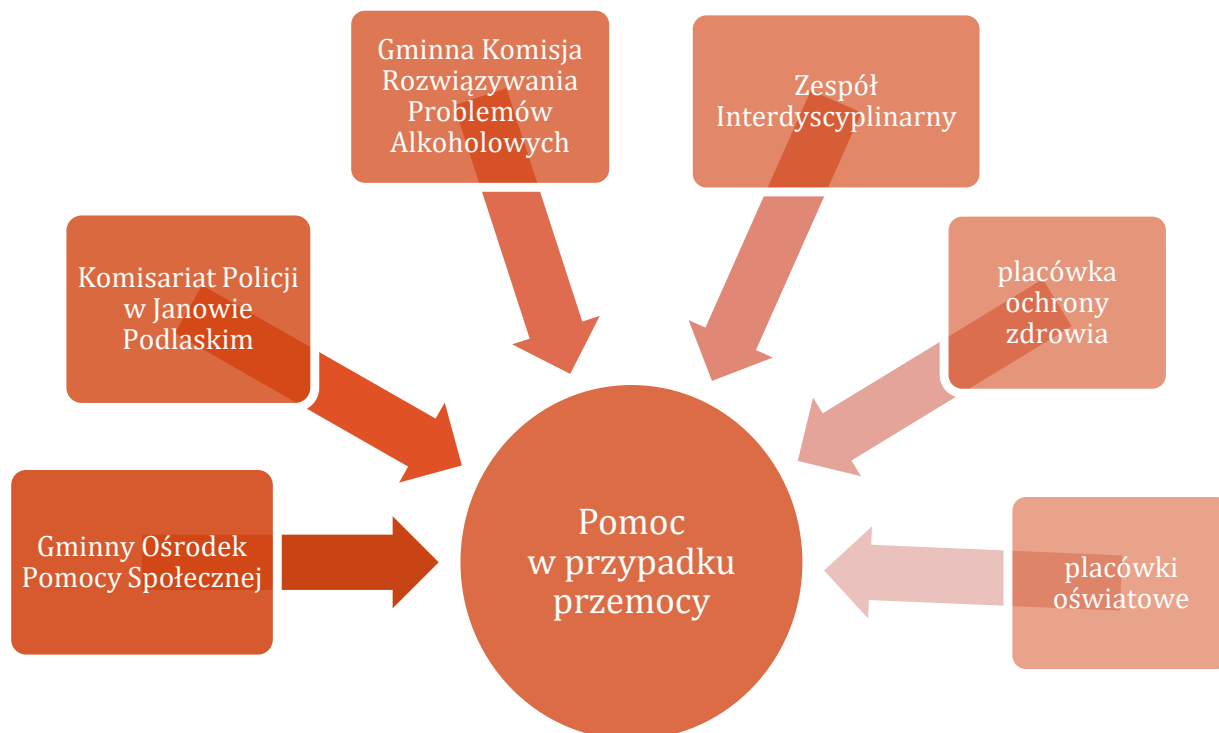 Gminna Komisja
Rozwiązywania
Problemów
Alkoholowych
Zespół
Interdyscyplinarny
Komisariat Policji
w Janowie
Podlaskim
placówka
ochrony
zdrowia
Gminny Ośrodek
Pomocy Społecznej
Pomoc
w przypadku
przemocy
placówki
oświatowe